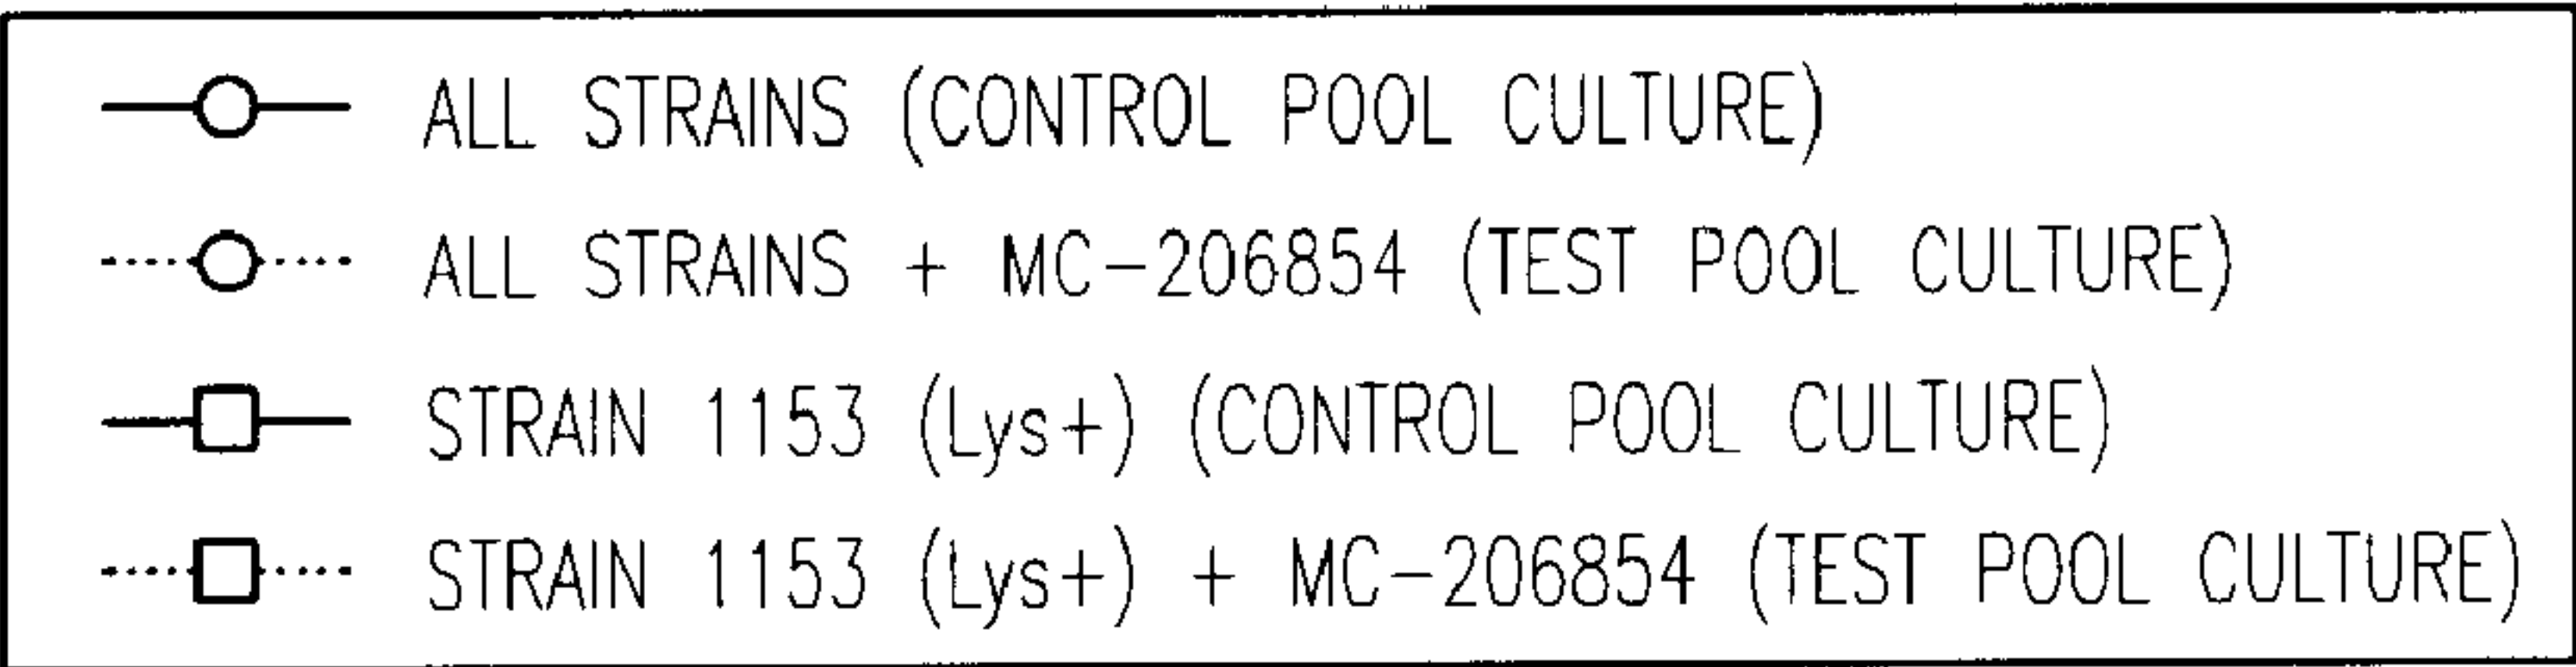 ALL STRAINS (CONTROL POOL CULTURE)
ALL STRAINS + MC-206854 (TEST POOL CULTURE)
STRAIN 1153 (Lys+) (CONTROL POOL CULTURE)
STRAIN 1153 (Lys+) + MC-206854 (TEST POOL CULTURE)